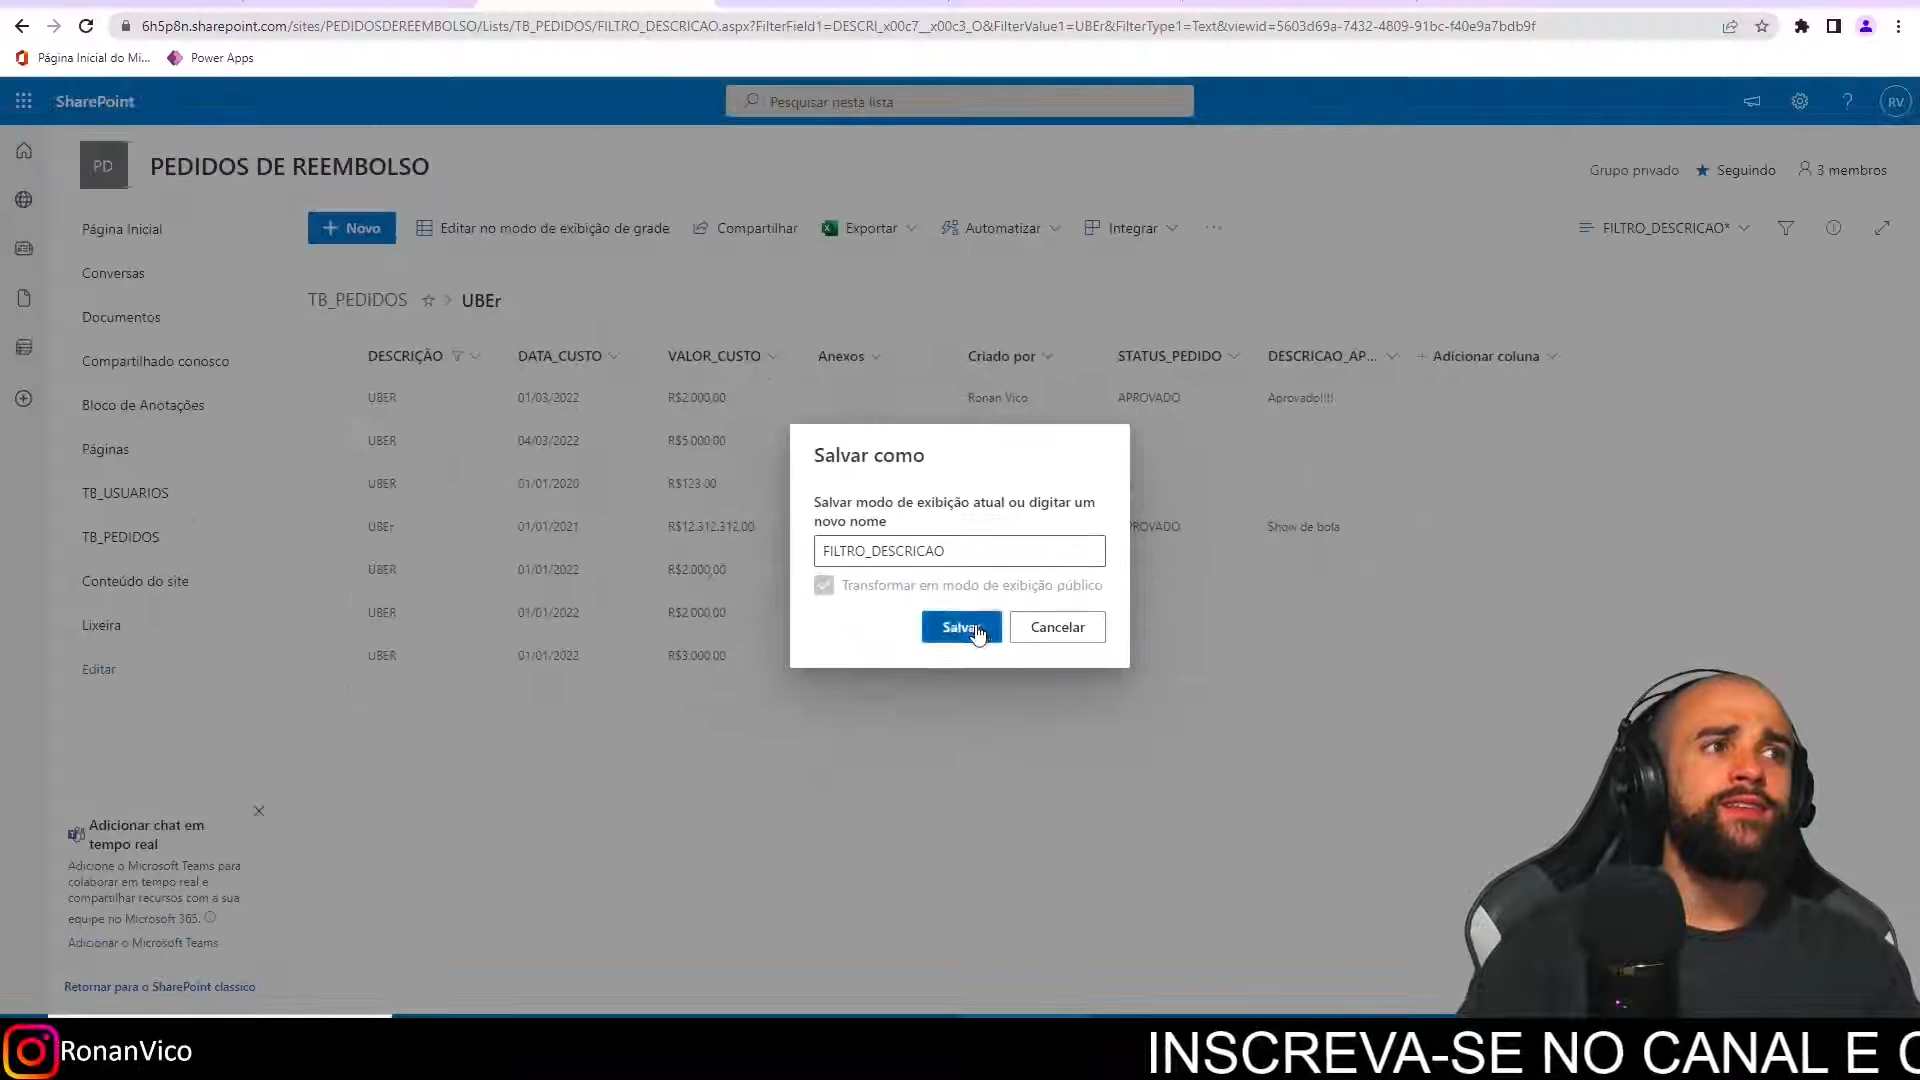 6h5p8n.sharepoint.com/sites/PEDIDOSDEREEMBOLSO/Lists/TB_PEDIDOS/FILTRO_DESCRICAO.aspx?FilterField1=DESCRI_x00c7__x00c3_O&FilterValue1=UBEr&FilterType1=Text&viewid=5603d69a-7432-4809-91bc-f40e9a7bdb9f
Página Inicial do Mi...
Power Apps
SharePoint
Pesquisar nesta lista
RV
PD
PEDIDOS DE REEMBOLSO
Grupo privado
Seguindo
3 membros
Página Inicial
Conversas
Documentos
Compartilhado conosco
Bloco de Anotações
Páginas
TB_USUARIOS
TB_PEDIDOS
Conteúdo do site
Lixeira
Editar
Novo
Editar no modo de exibição de grade
Compartilhar
Exportar
Automatizar
Integrar
FILTRO_DESCRICAO*
TB_PEDIDOS
UBEr
DESCRIÇÃO DATA_CUSTO VALOR_CUSTO Anexos Criado por STATUS_PEDIDO DESCRICAO_AP... + Adicionar coluna
UBER 01/03/2022 R$2.000,00 Ronan Vico APROVADO Aprovado!!!!
UBER 04/03/2022 R$5.000,00
UBER 01/01/2020 R$123,00
UBEr 01/01/2021 R$12.312.312,00 PROVADO Show de bola
UBER 01/01/2022 R$2.000,00
UBER 01/01/2022 R$2.000,00
UBER 01/01/2022 R$3.000,00
Salvar como
Salvar modo de exibição atual ou digitar um
novo nome
FILTRO_DESCRICAO
Transformar em modo de exibição público
Salvar
Cancelar
Adicionar chat em
tempo real
Adicione o Microsoft Teams para
colaborar em tempo real e
compartilhar recursos com a sua
equipe no Microsoft 365.
Adicionar o Microsoft Teams
Retornar para o SharePoint clássico
RonanVico
INSCREVA-SE NO CANAL E